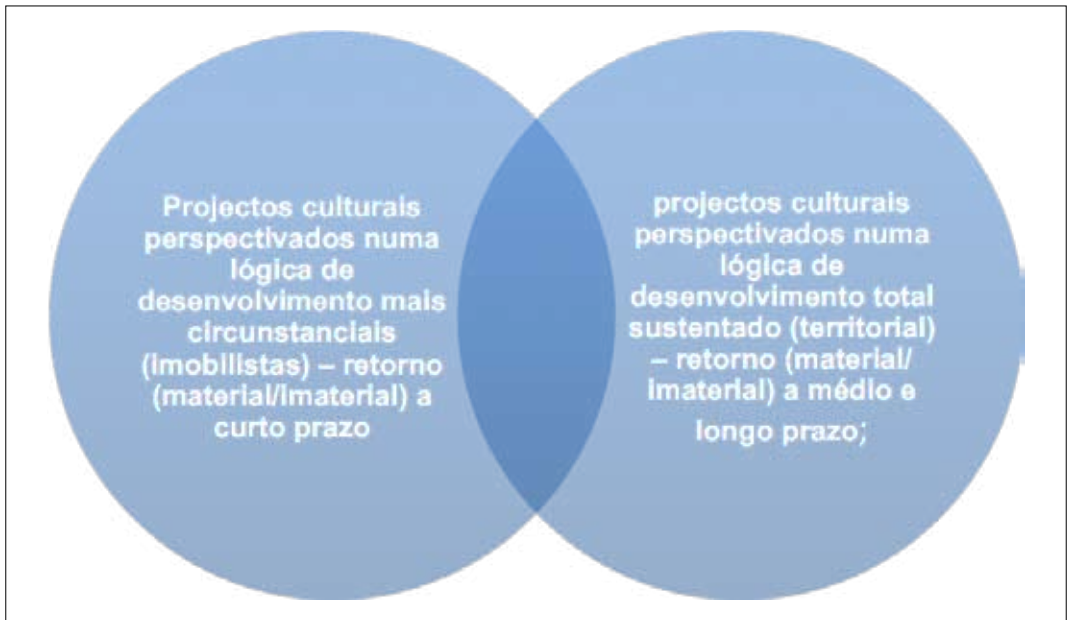 Projectos culturais
perspectivados numa
lógica de
desenvolvimento mais
circunstanciais
(imobilistas) – retorno
(material/imaterial) a
curto prazo
projectos culturais
perspectivados numa
lógica de
desenvolvimento total
sustentado (territorial)
– retorno (material/
imaterial) a médio e
longo prazo;